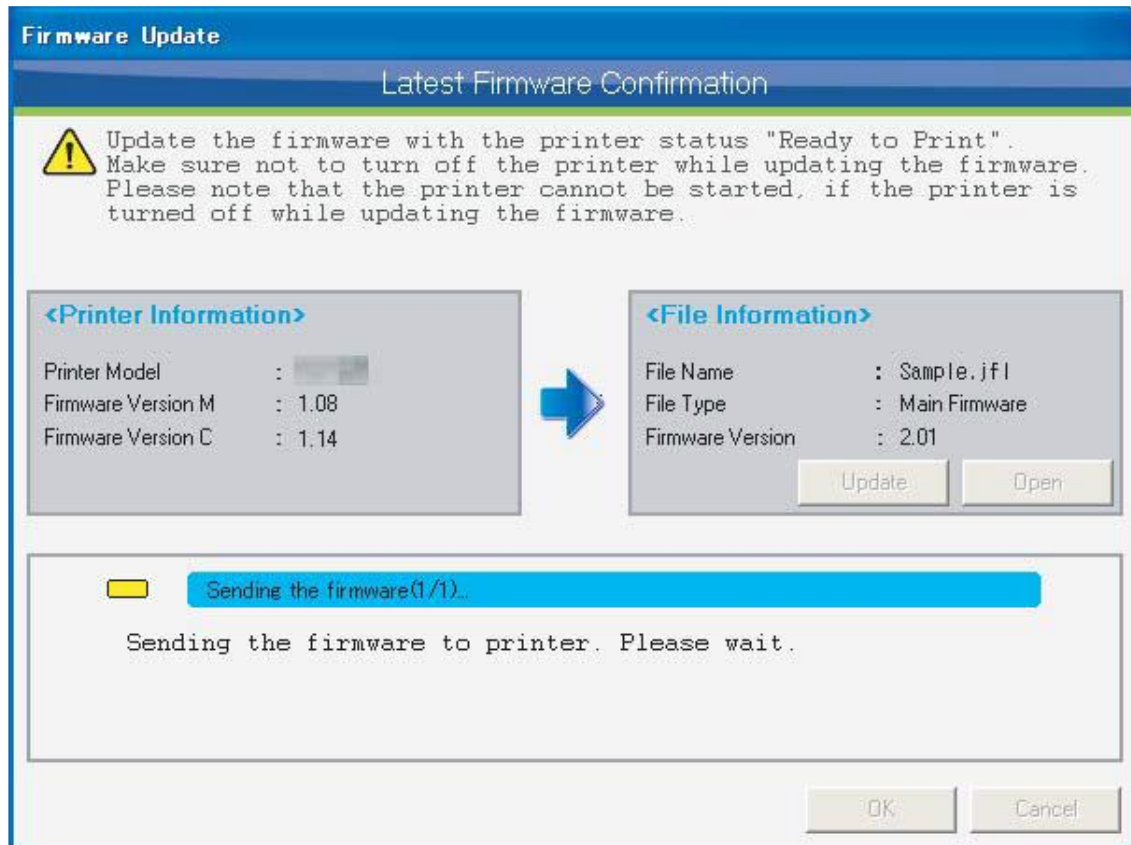 Firmware Update
Latest Firmware Confirmation
Update the firmware with the printer status "Ready to Print".
Make sure not to turn off the printer while updating the firmware.
Please note that the printer cannot be started, if the printer is
turned off while updating the firmware.
<Printer Information>
Printer Model :
Firmware Version M : 1.08
Firmware Version C : 1.14
<File Information>
File Name : Sample.jfl
File Type : Main Firmware
Firmware Version : 2.01
Update Open
Sending the firmware(1/1)...
Sending the firmware to printer. Please wait.
OK Cancel